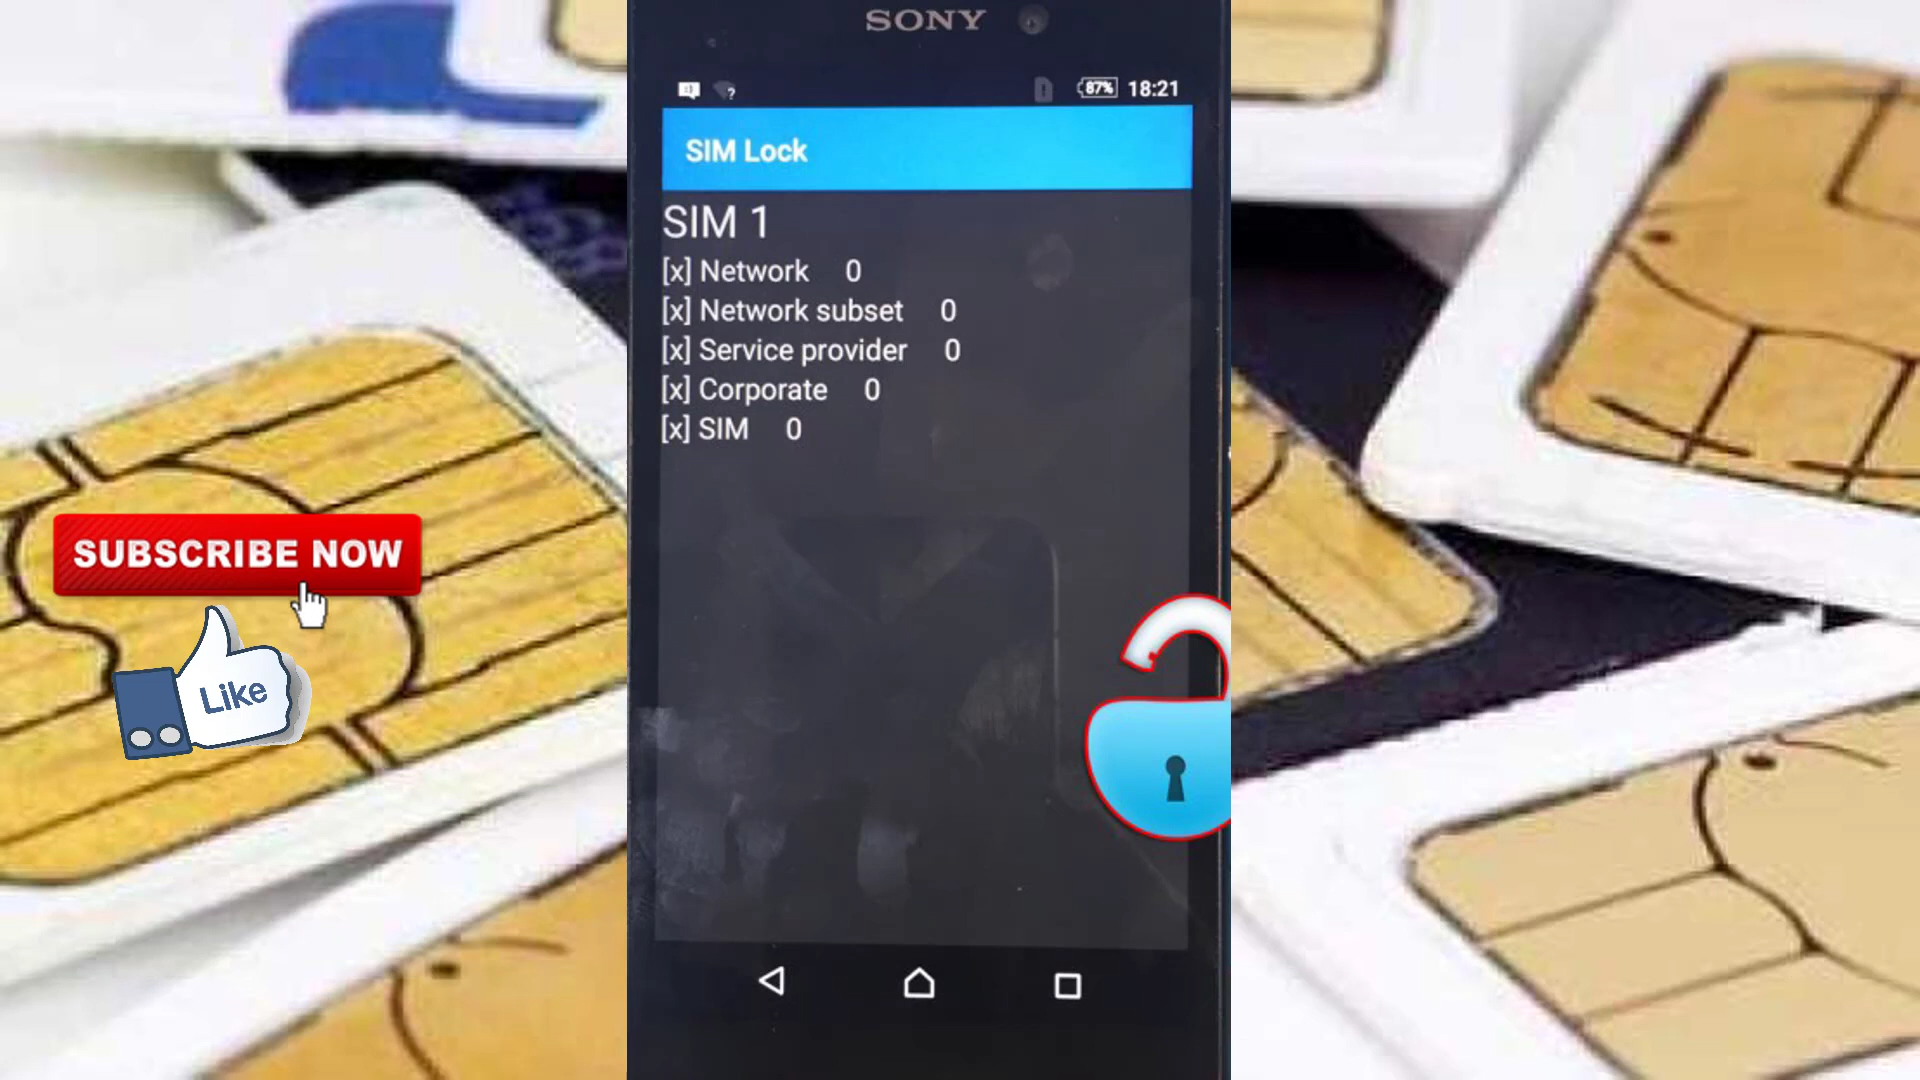 SONY
87% 18:21
SIM Lock
SIM 1
[x] Network 0
[x] Network subset 0
[x] Service provider 0
[x] Corporate 0
[x] SIM 0
SUBSCRIBE NOW
Like